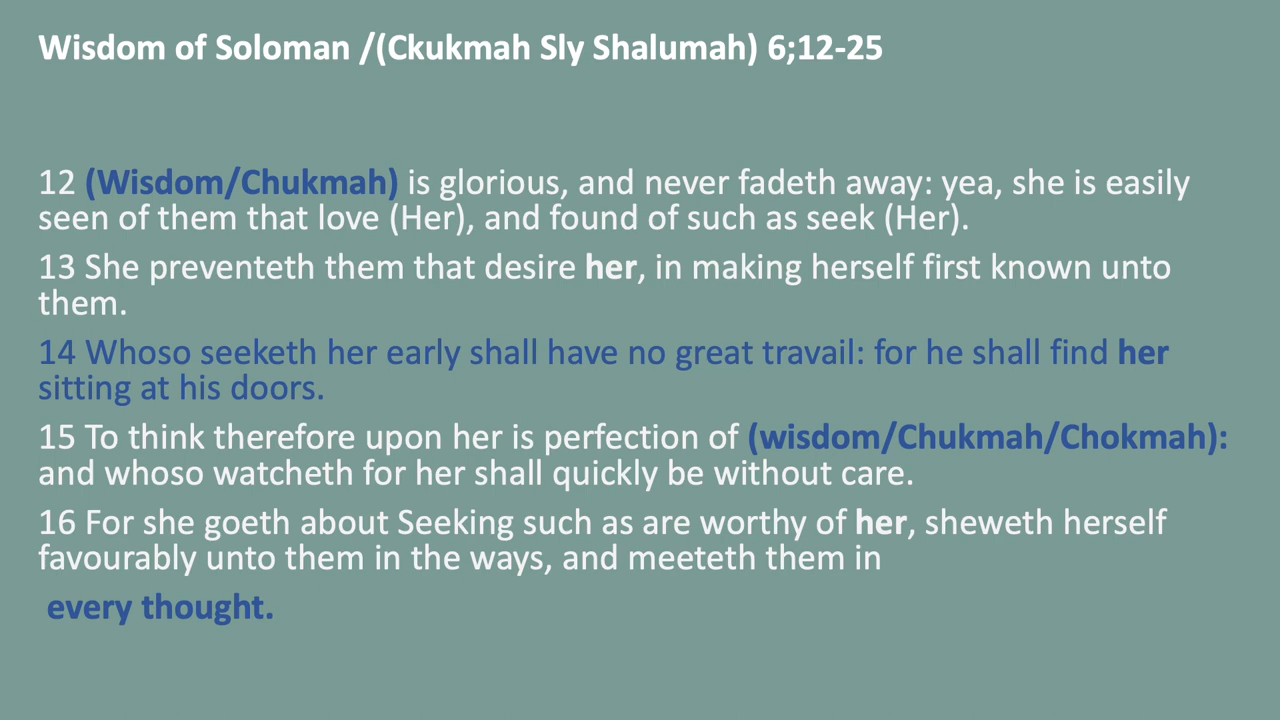 Wisdom of Soloman /(Ckukmah Sly Shalumah) 6;12-25
12 (Wisdom/Chukmah) is glorious, and never fadeth away: yea, she is easily
seen of them that love (Her), and found of such as seek (Her).
13 She preventeth them that desire her, in making herself first known unto
them.
14 Whoso seeketh her early shall have no great travail: for he shall find her
sitting at his doors.
15 To think therefore upon her is perfection of (wisdom/Chukmah/Chokmah):
and whoso watcheth for her shall quickly be without care.
16 For she goeth about Seeking such as are worthy of her, sheweth herself
favourably unto them in the ways, and meeteth them in
every thought.